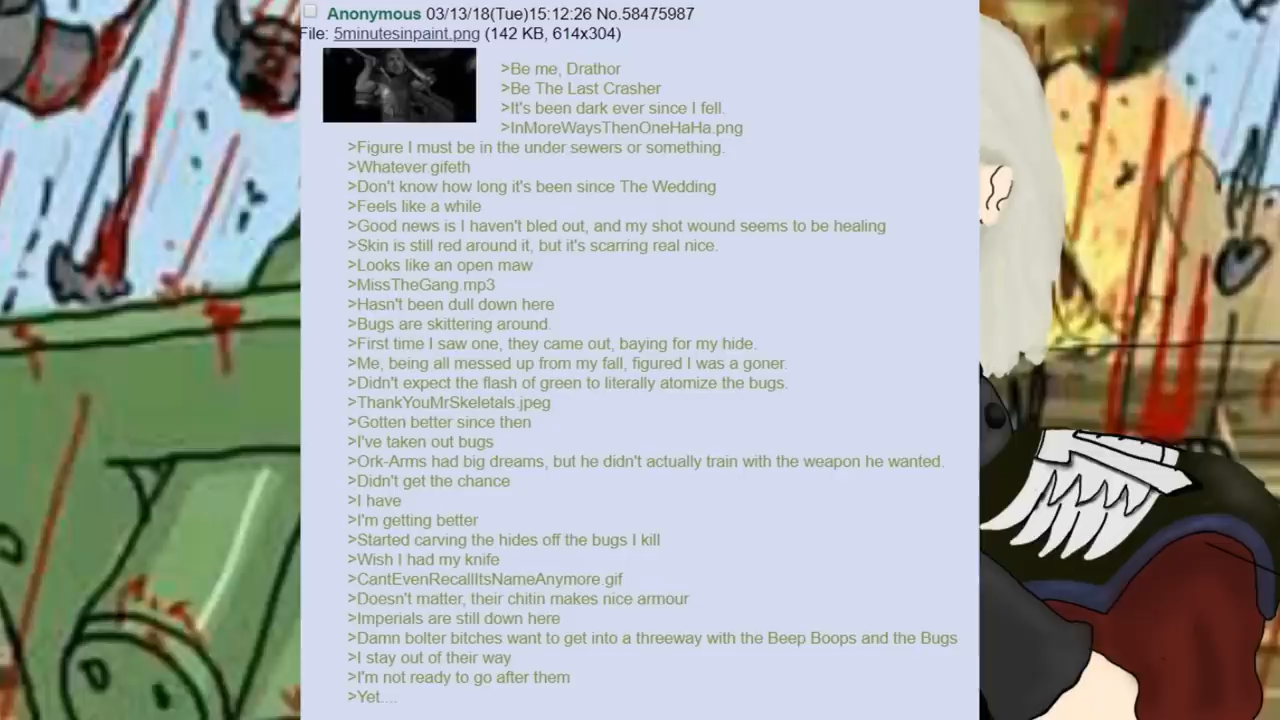 Anonymous 03/13/18(Tue)15:12:26 No.58475987
File: 5minutesinpaint.png (142 KB, 614x304)
>Be me, Drathor
>Be The Last Crasher
>It's been dark ever since I fell.
>InMoreWaysThenOneHaHa.png
>Figure I must be in the under sewers or something.
>Whatever gifeth
>Don't know how long it's been since The Wedding
>Feels like a while
>Good news is I haven't bled out, and my shot wound seems to be healing
>Skin is still red around it, but it's scarring real nice.
>Looks like an open maw
>MissTheGang.mp3
>Hasn't been dull down here
>Bugs are skittering around.
>First time I saw one, they came out, baying for my hide.
>Me, being all messed up from my fall, figured I was a goner.
>Didn't expect the flash of green to literally atomize the bugs.
>ThankYouMrSkeletals.jpeg
>Gotten better since then
>I've taken out bugs
>Ork-Arms had big dreams, but he didn't actually train with the weapon he wanted.
>Didn't get the chance
>I have
>I'm getting better
>Started carving the hides off the bugs I kill
>Wish I had my knife
>CantEvenRecallItsNameAnymore.gif
>Doesn't matter, their chitin makes nice armour
>Imperials are still down here
>Damn bolter bitches want to get into a threeway with the Beep Boops and the Bugs
>I stay out of their way
>I'm not ready to go after them
>Yet....